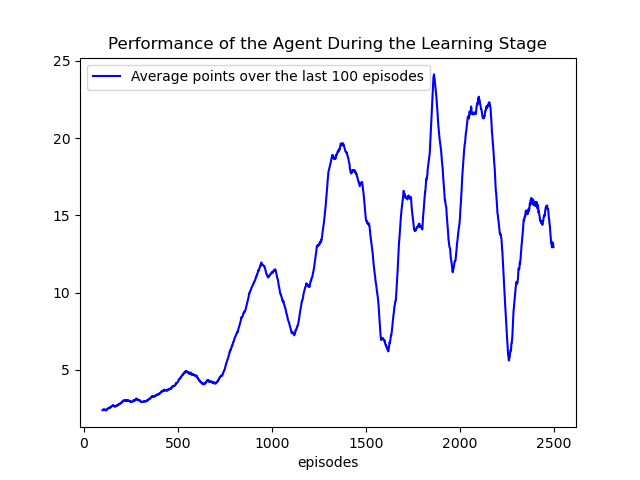 Performance of the Agent During the Learning Stage
Average points over the last 100 episodes
25
20
15
10
5
0 500 1000 1500 2000 2500
episodes